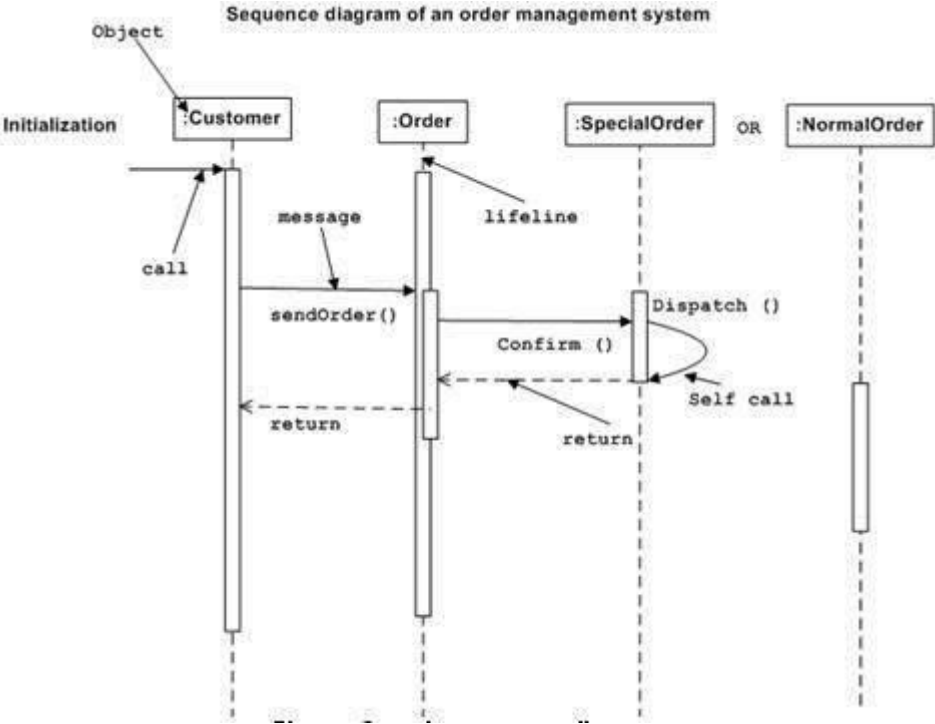 Sequence diagram of an order management system
Object
Initialization
:Customer
:Order
:SpecialOrder
OR
:NormalOrder
message
lifeline
call
sendOrder()
Dispatch ()
Confirm ()
Self call
return
return